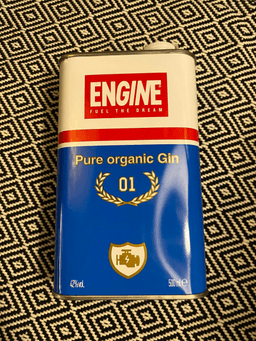 ENGINE
FUEL THE DREAM
Pure organic Gin
01
42%vol. 500 ml e